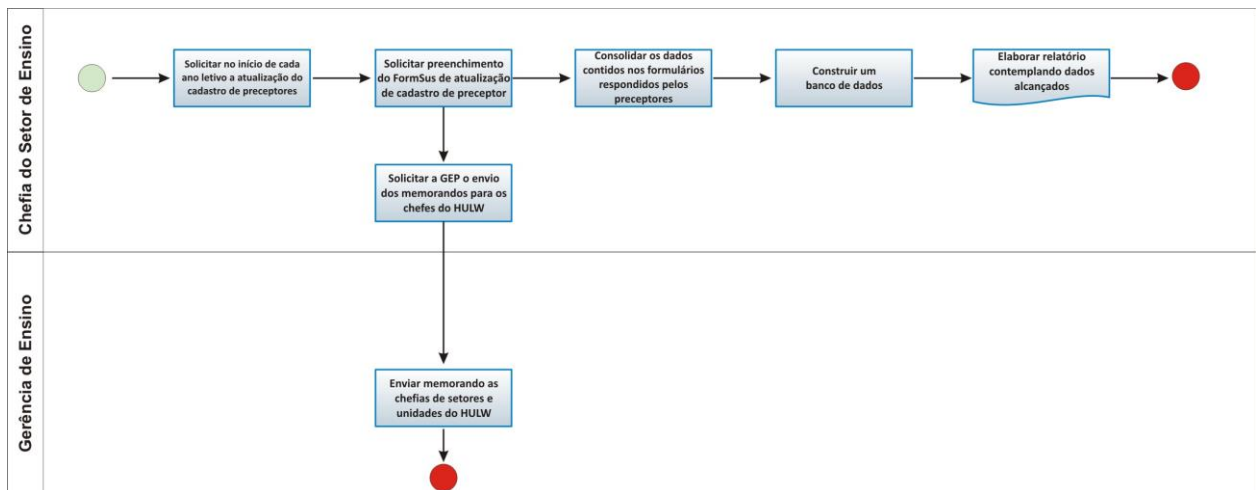 Chefia do Setor de Ensino
Solicitar no início de cada
ano letivo a atualização do
cadastro de preceptores
Solicitar preenchimento
do FormSus de atualização
de cadastro de preceptor
Consolidar os dados
contidos nos formulários
respondidos pelos
preceptores
Construir um
banco de dados
Elaborar relatório
contemplando dados
alcançados
Solicitar a GEP o envio
dos memorandos para os
chefes do HULW
Gerência de Ensino
Enviar memorando as
chefias de setores e
unidades do HULW